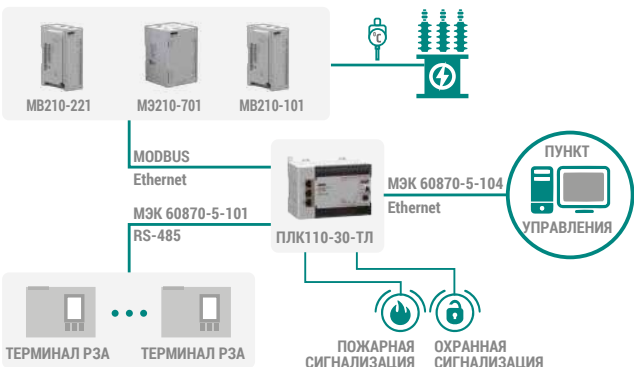 °C
МВ210-221
МЭ210-701
МВ210-101
MODBUS
Ethernet
МЭК 60870-5-101
RS-485
ПЛК110-30-ТЛ
МЭК 60870-5-104
Ethernet
ПУНКТ
УПРАВЛЕНИЯ
ТЕРМИНАЛ РЗА
ТЕРМИНАЛ РЗА
ПОЖАРНАЯ
СИГНАЛИЗАЦИЯ
ОХРАННАЯ
СИГНАЛИЗАЦИЯ